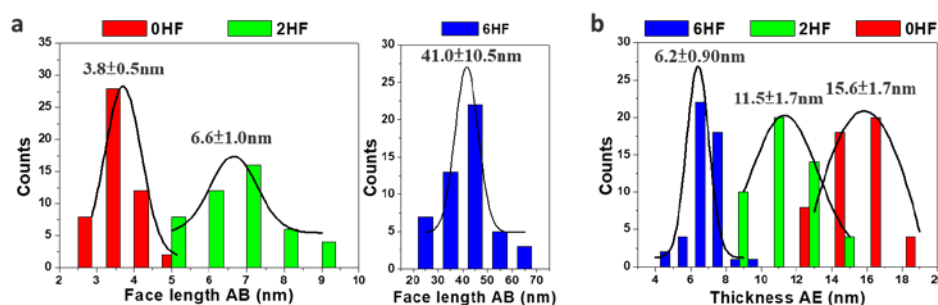 a
0HF 2HF
3.8±0.5nm
6.6±1.0nm
Counts
35
30
25
20
15
10
5
0
2 3 4 5 6 7 8 9 10
Face length AB (nm)
6HF
41.0±10.5nm
Counts
30
25
20
15
10
5
0
20 30 40 50 60 70
Face length AB (nm)
b
6HF 2HF 0HF
6.2±0.90nm
11.5±1.7nm
15.6±1.7nm
Counts
30
25
20
15
10
5
0
4 6 8 10 12 14 16 18 20
Thickness AE (nm)